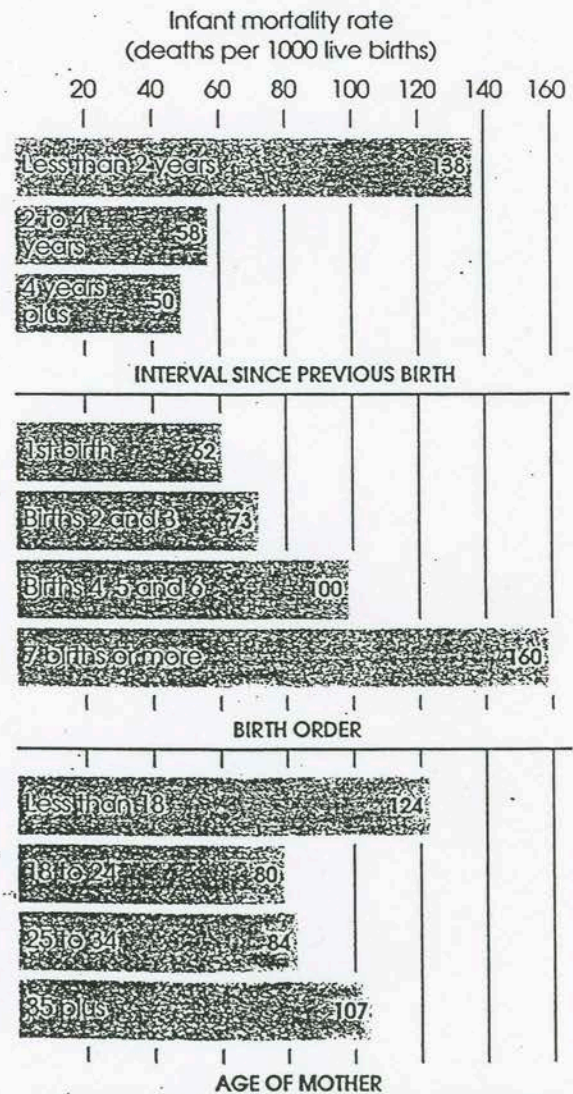 Infant mortality rate
(deaths per 1000 live births)
20 40 60 80 100 120 140 160
Less than 2 years 138
2 to 4
years 58
4 years
plus 50
INTERVAL SINCE PREVIOUS BIRTH
1st birth 62
Births 2 and 3 73
Births 4, 5 and 6 100
7 births or more 160
BIRTH ORDER
Less than 18 124
18 to 24 80
25 to 34 84
35 plus 107
AGE OF MOTHER